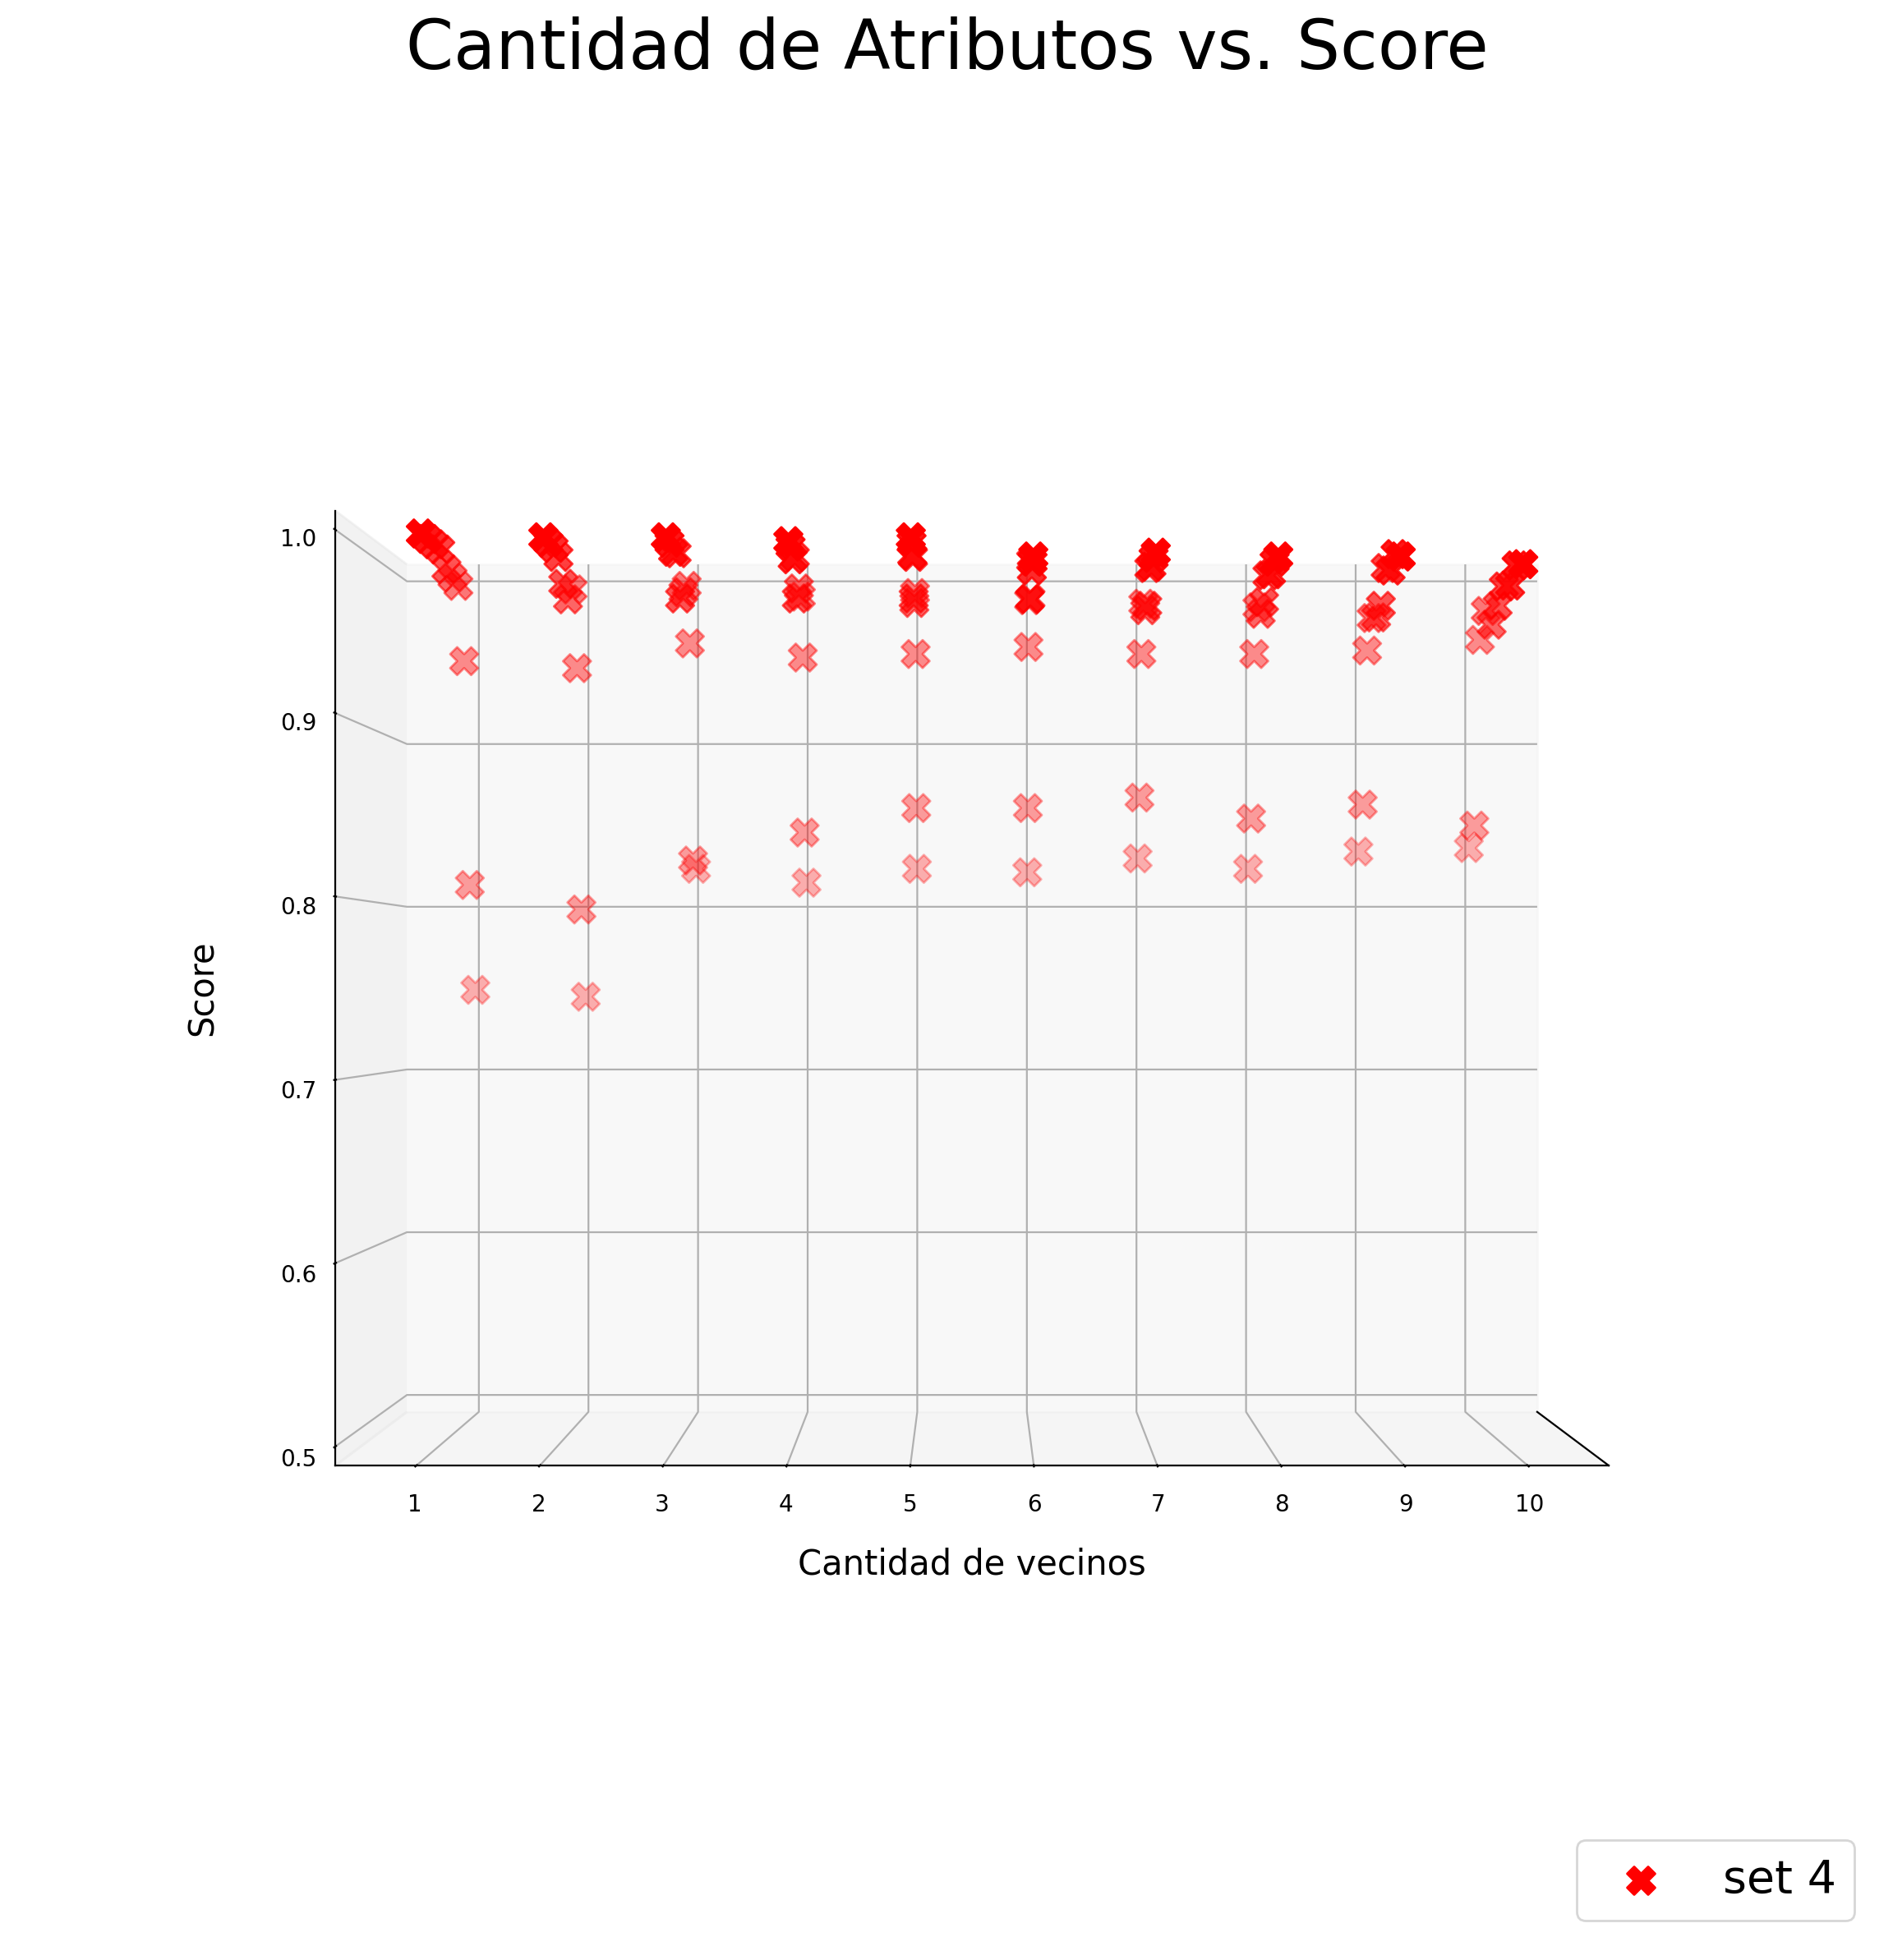 Cantidad de Atributos vs. Score
1.0
0.9
0.8
0.7
0.6
0.5
Score
1 2 3 4 5 6 7 8 9 10
Cantidad de vecinos
set 4